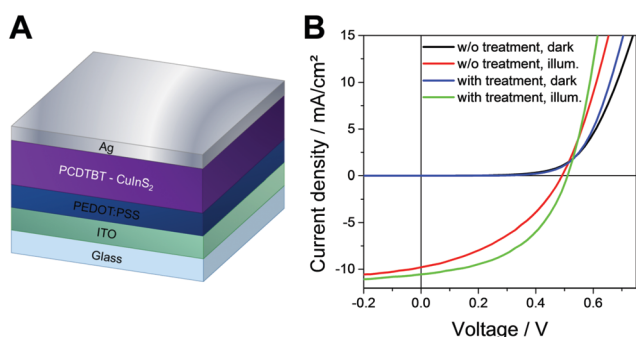 A
Ag
PCDTBT - CuInS₂
PEDOT:PSS
ITO
Glass
B
w/o treatment, dark
w/o treatment, illum.
with treatment, dark
with treatment, illum.
Current density / mA/cm²
15
10
5
0
-5
-10
-0.2
0.0
0.2
0.4
0.6
Voltage / V